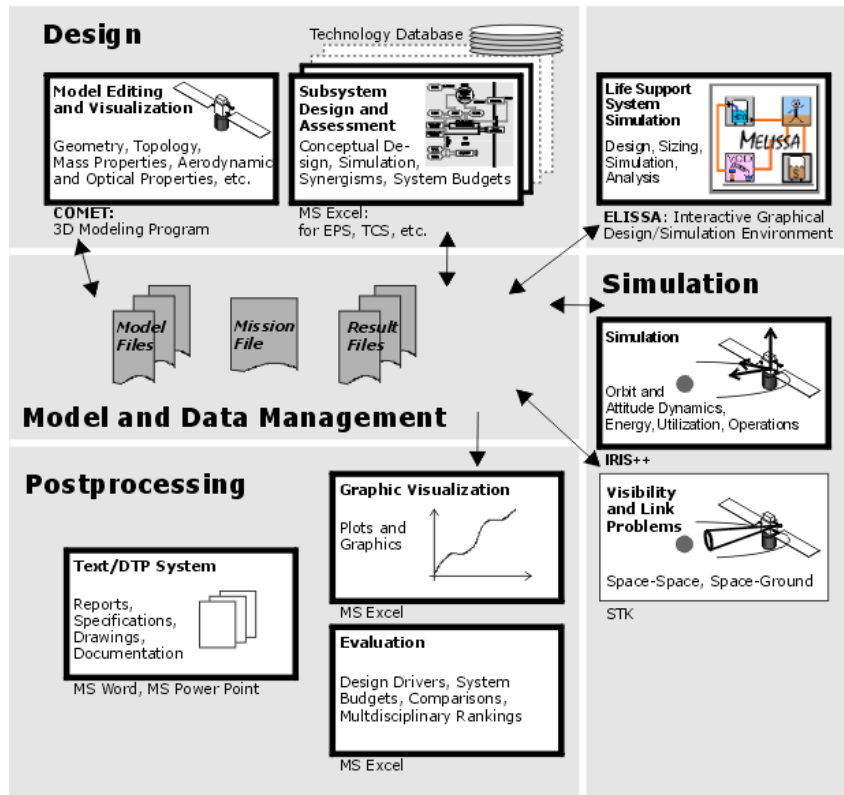 Design
Technology Database
Model Editing
and Visualization
Geometry, Topology,
Mass Properties, Aerodynamic
and Optical Properties, etc.
COMET:
3D Modeling Program
Subsystem
Design and
Assessment
Conceptual De-
sign, Simulation,
Synergisms, System Budgets
MS Excel:
for EPS, TCS, etc.
Life Support
System
Simulation
Design, Sizing,
Simulation,
Analysis
MELISSA
ELISSA: Interactive Graphical
Design/Simulation Environment
Model
Files
Mission
File
Result
Files
Model and Data Management
Simulation
Simulation
Orbit and
Attitude Dynamics,
Energy, Utilization, Operations
IRIS++
Visibility
and Link
Problems
Space-Space, Space-Ground
STK
Postprocessing
Text/DTP System
Reports,
Specifications,
Drawings,
Documentation
MS Word, MS Power Point
Graphic Visualization
Plots and
Graphics
MS Excel
Evaluation
Design Drivers, System
Budgets, Comparisons,
Multdisciplinary Rankings
MS Excel